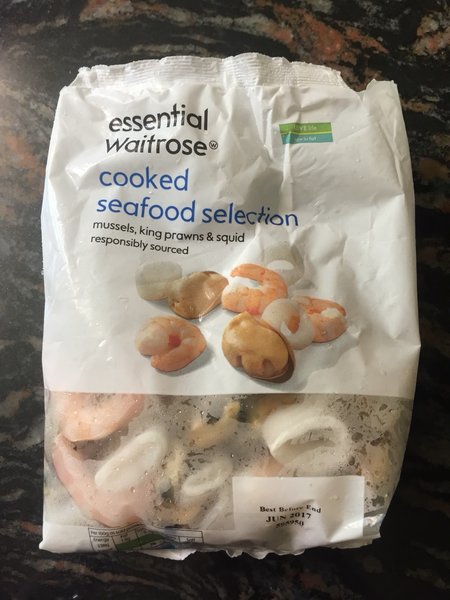 essential
waitrose
cooked
seafood selection
mussels, king prawns & squid
responsibly sourced
Best Before End
JUN 2017